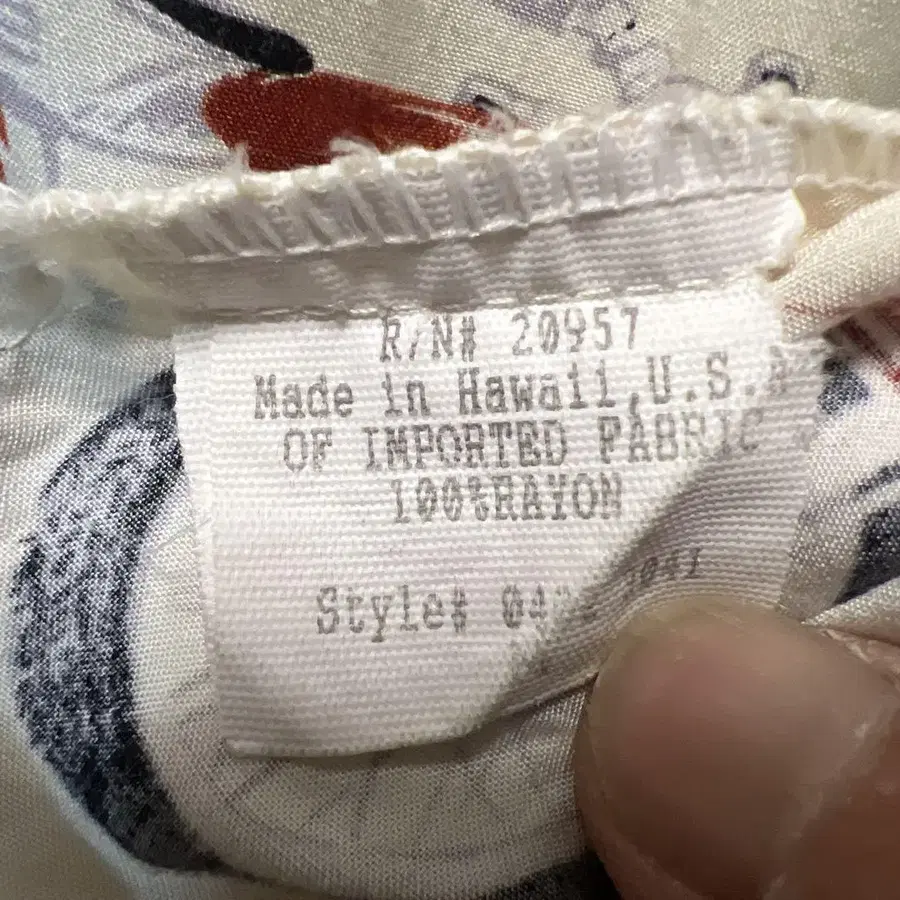 R/N# 20957
Made in Hawaii,U.S.A
OF IMPORTED FABRIC
100%RAYON
Style#